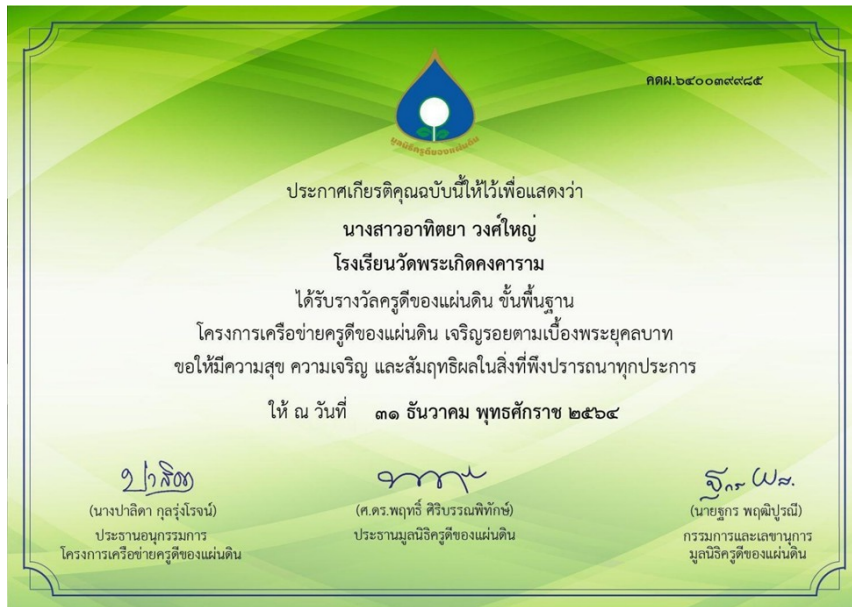 คดผ.๖๔๐๐๓๙๙๘๕
มูลนิธิครูดีของแผ่นดิน
ประกาศเกียรติคุณฉบับนี้ให้ไว้เพื่อแสดงว่า
นางสาวอาทิตยา วงศ์ใหญ่
โรงเรียนวัดพระเกิดคงคาราม
ได้รับรางวัลครูดีของแผ่นดิน ขั้นพื้นฐาน
โครงการเครือข่ายครูดีของแผ่นดิน เจริญรอยตามเบื้องพระยุคลบาท
ขอให้มีความสุข ความเจริญ และสัมฤทธิผลในสิ่งที่พึงปรารถนาทุกประการ
ให้ ณ วันที่ ๓๑ ธันวาคม พุทธศักราช ๒๕๖๔
(นางปาลิดา กุลรุ่งโรจน์)
ประธานอนุกรรมการ
โครงการเครือข่ายครูดีของแผ่นดิน
(ศ.ดร.พฤทธิ์ ศิริบรรณพิทักษ์)
ประธานมูลนิธิครูดีของแผ่นดิน
(นายฐกร พฤฒิปูรณี)
กรรมการและเลขานุการ
มูลนิธิครูดีของแผ่นดิน